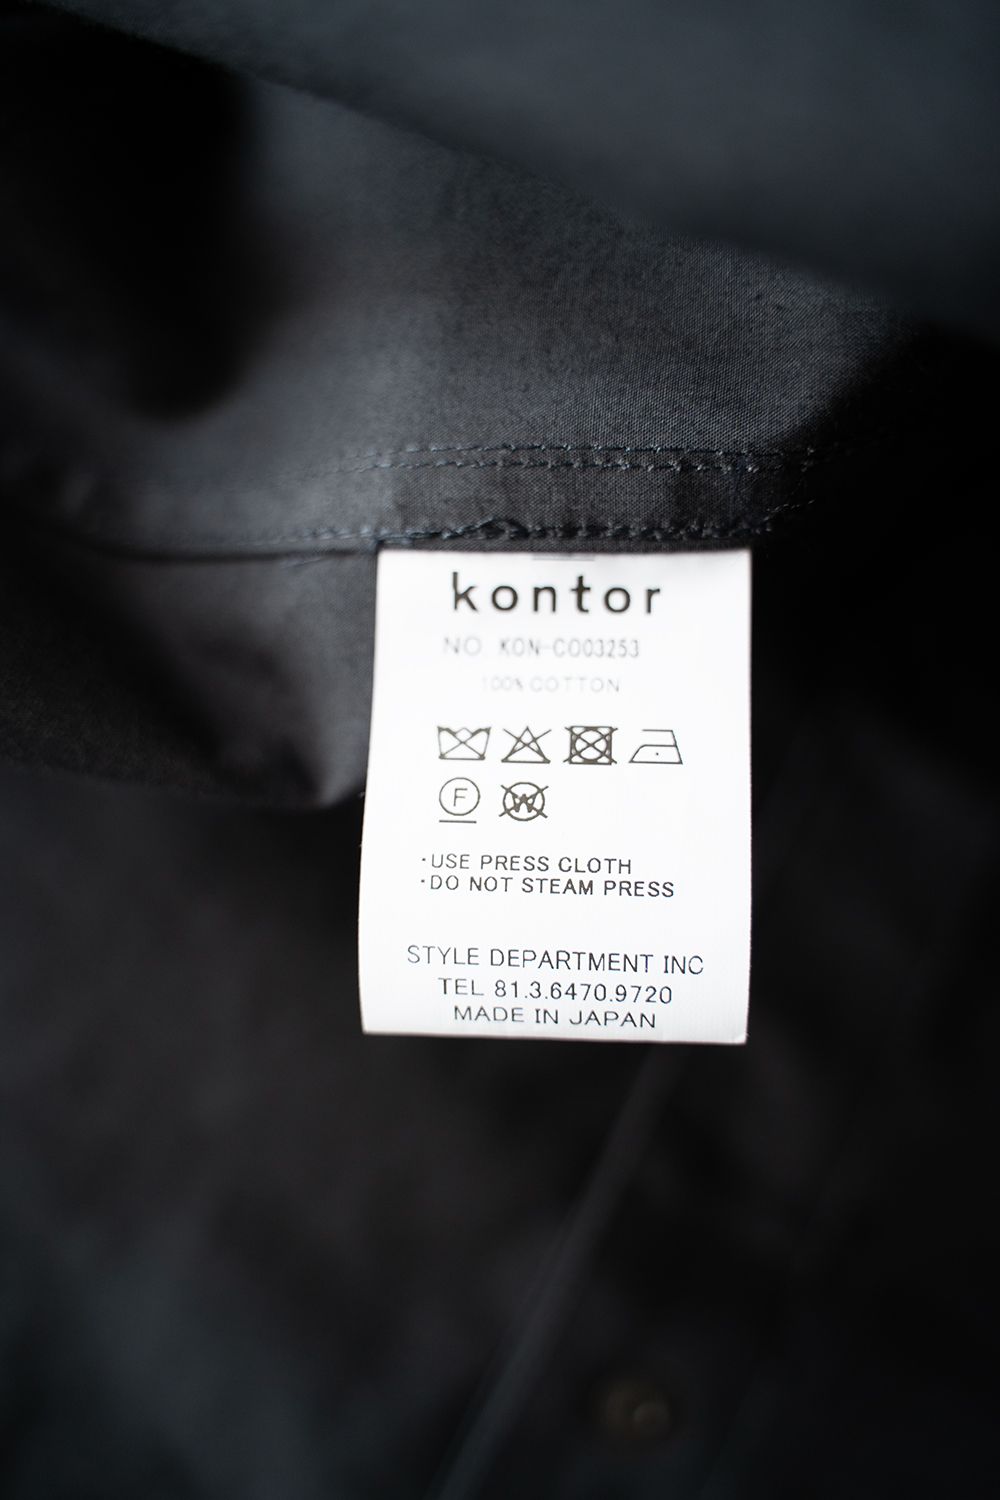 kontor
NO KON-CO03253
100% COTTON
F
W
·USE PRESS CLOTH
·DO NOT STEAM PRESS
STYLE DEPARTMENT INC
TEL 81.3.6470.9720
MADE IN JAPAN